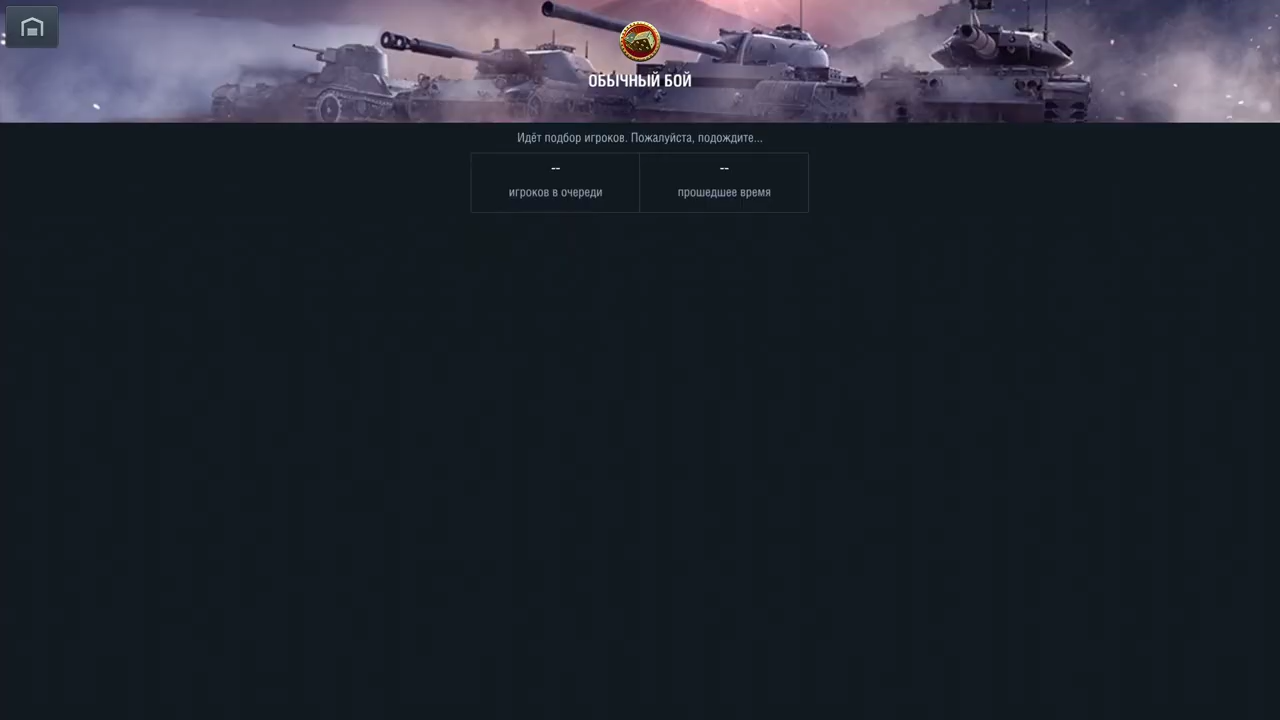 ОБЫЧНЫЙ БОЙ
Идёт подбор игроков. Пожалуйста, подождите...
--
игроков в очереди
--
прошедшее время